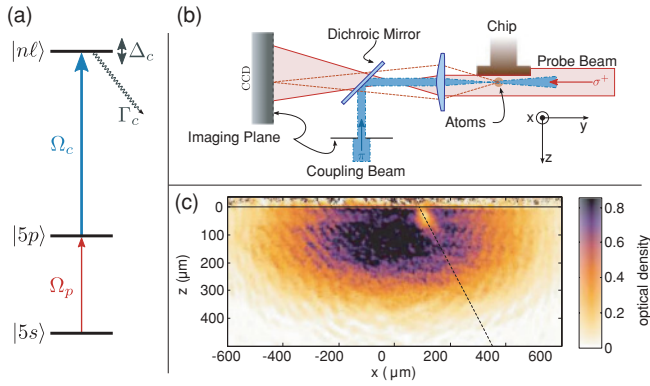 (a)
|nℓ⟩
Δc
Γc
Ωc
|5p⟩
Ωp
|5s⟩
(b)
Dichroic Mirror
Chip
CCD
Probe Beam
σ+
Atoms
Imaging Plane
Coupling Beam
x
y
z
(c)
0
100
200
300
400
500
z (µm)
-600
-400
-200
0
200
400
600
x (µm)
0.8
0.6
0.4
0.2
0
optical density